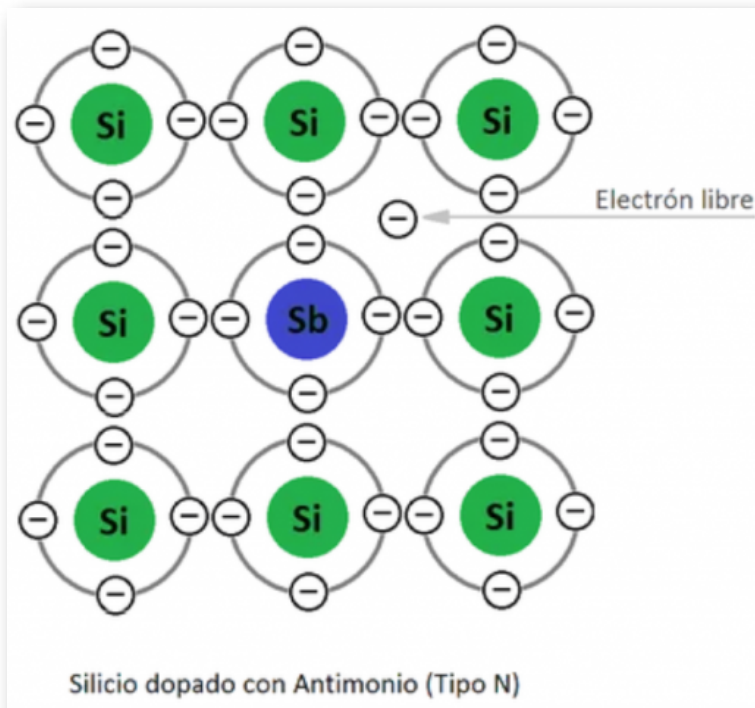 Si Si Si
Electrón libre
Si Sb Si
Si Si Si
Silicio dopado con Antimonio (Tipo N)